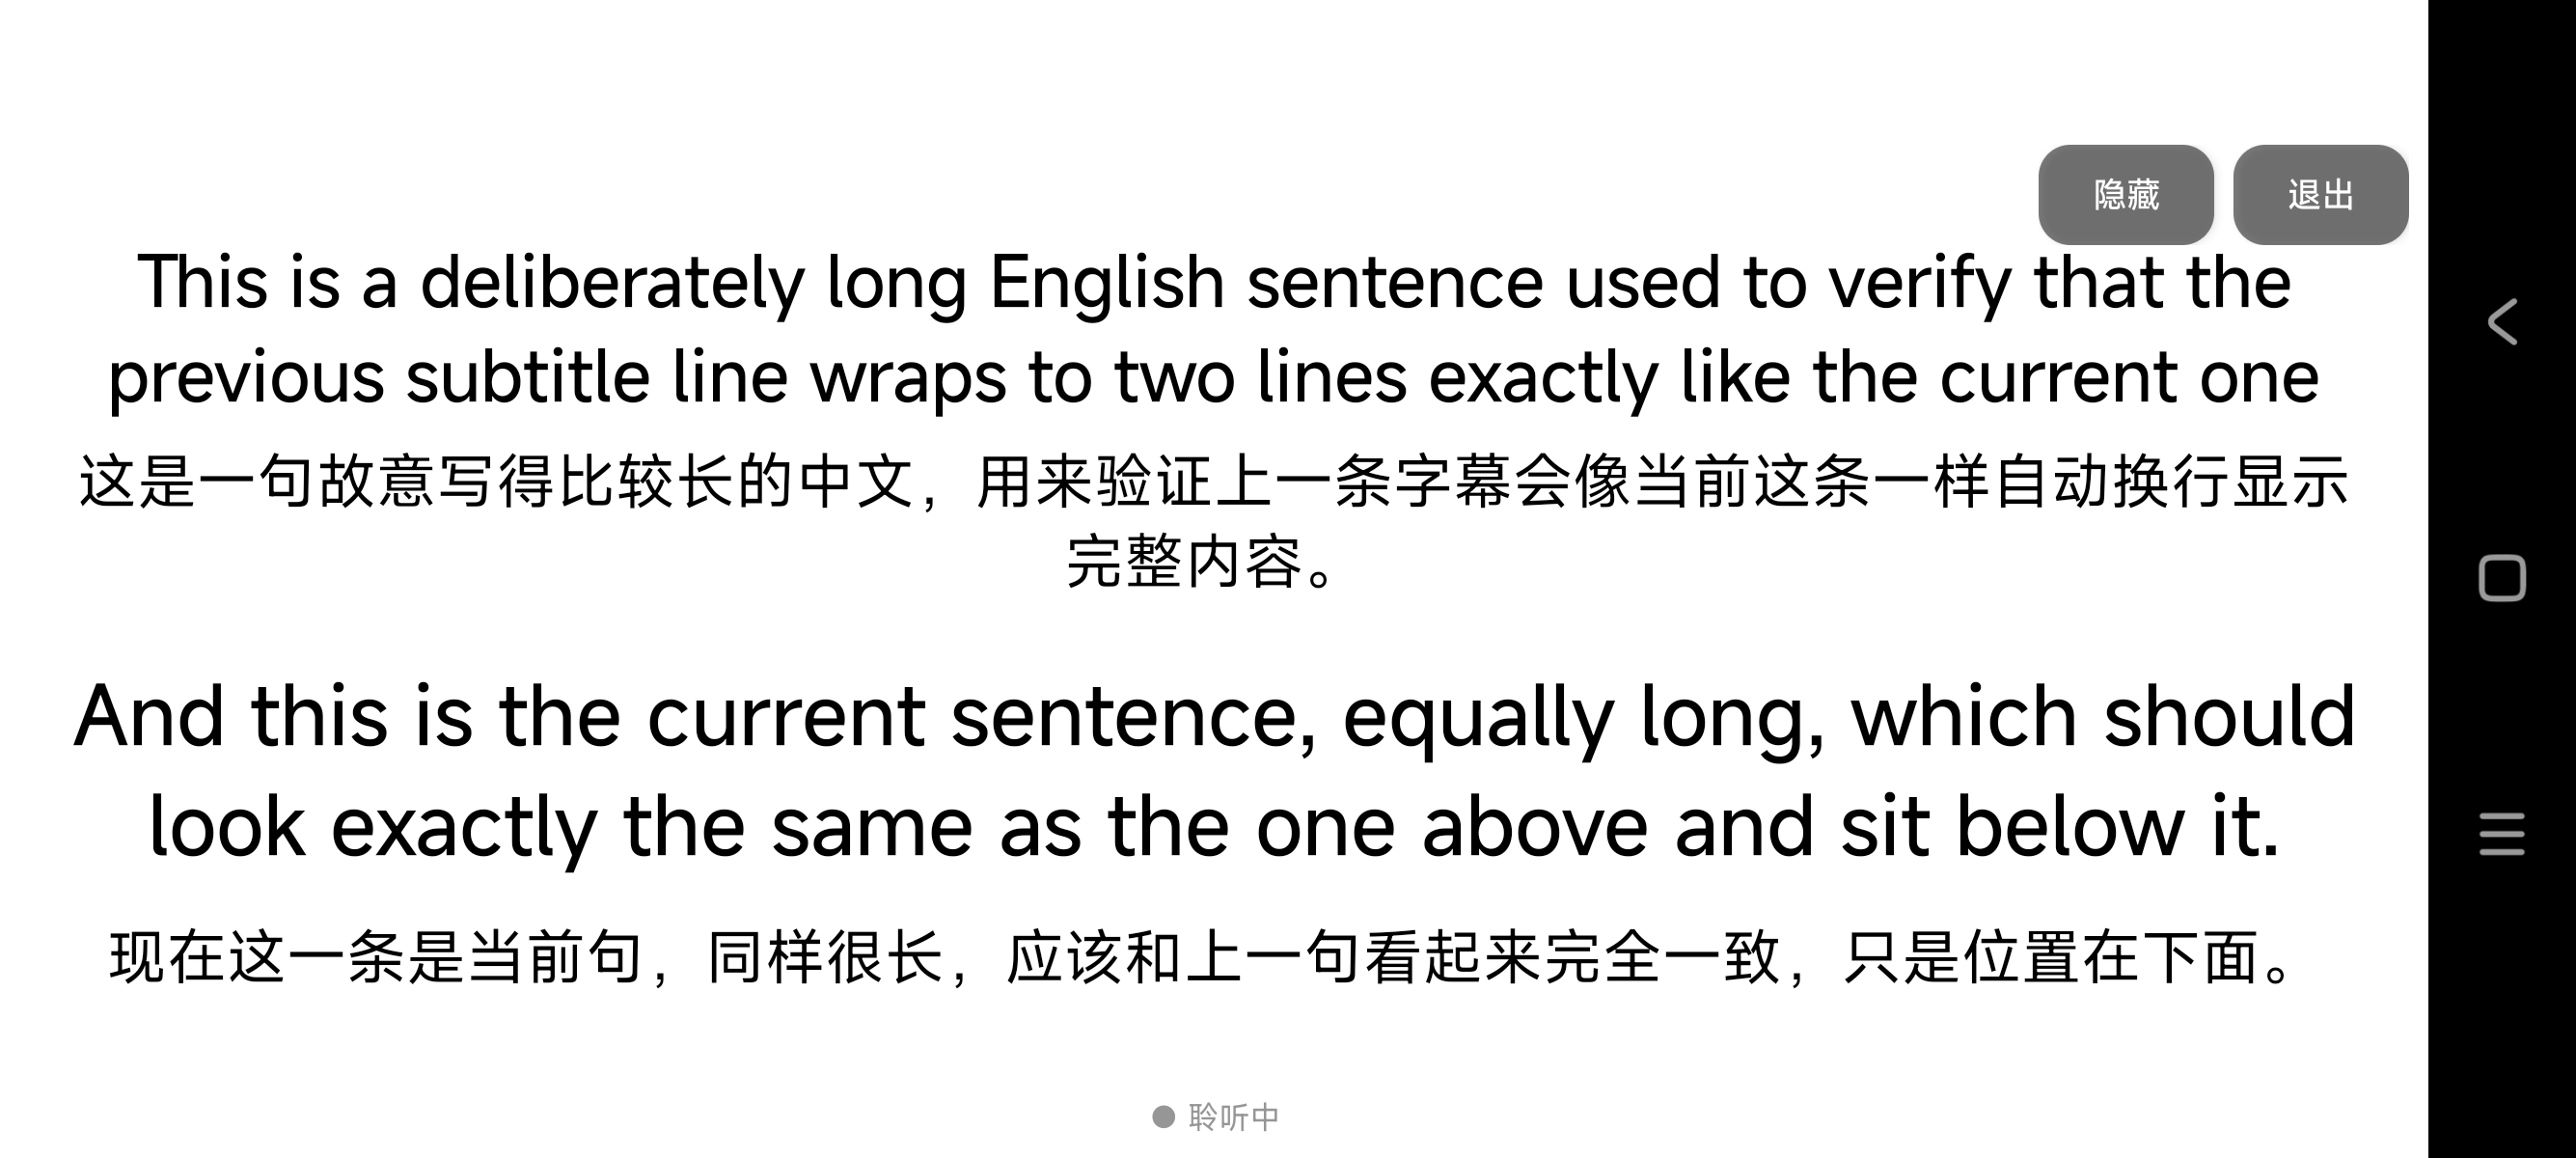 隐藏 退出
This is a deliberately long English sentence used to verify that the
previous subtitle line wraps to two lines exactly like the current one
这是一句故意写得比较长的中文，用来验证上一条字幕会像当前这条一样自动换行显示
完整内容。
And this is the current sentence, equally long, which should
look exactly the same as the one above and sit below it.
现在这一条是当前句，同样很长，应该和上一句看起来完全一致，只是位置在下面。
聆听中